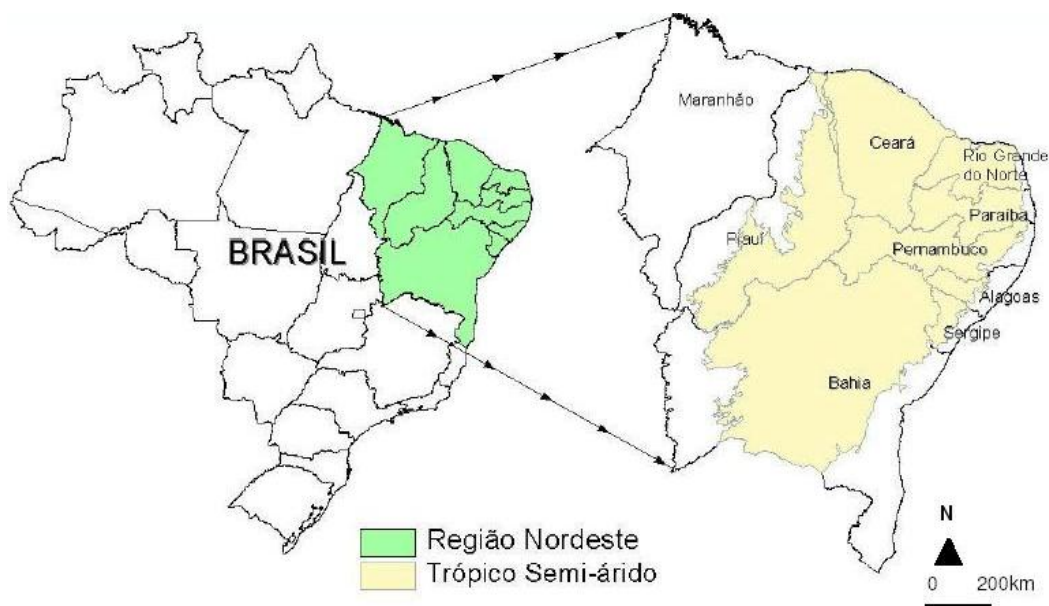 Maranhão
Ceará
Rio Grande
do Norte
Paraíba
Piauí
Pernambuco
BRASIL
Alagoas
Sergipe
Bahia
N
Região Nordeste
Trópico Semi-árido
0 200km